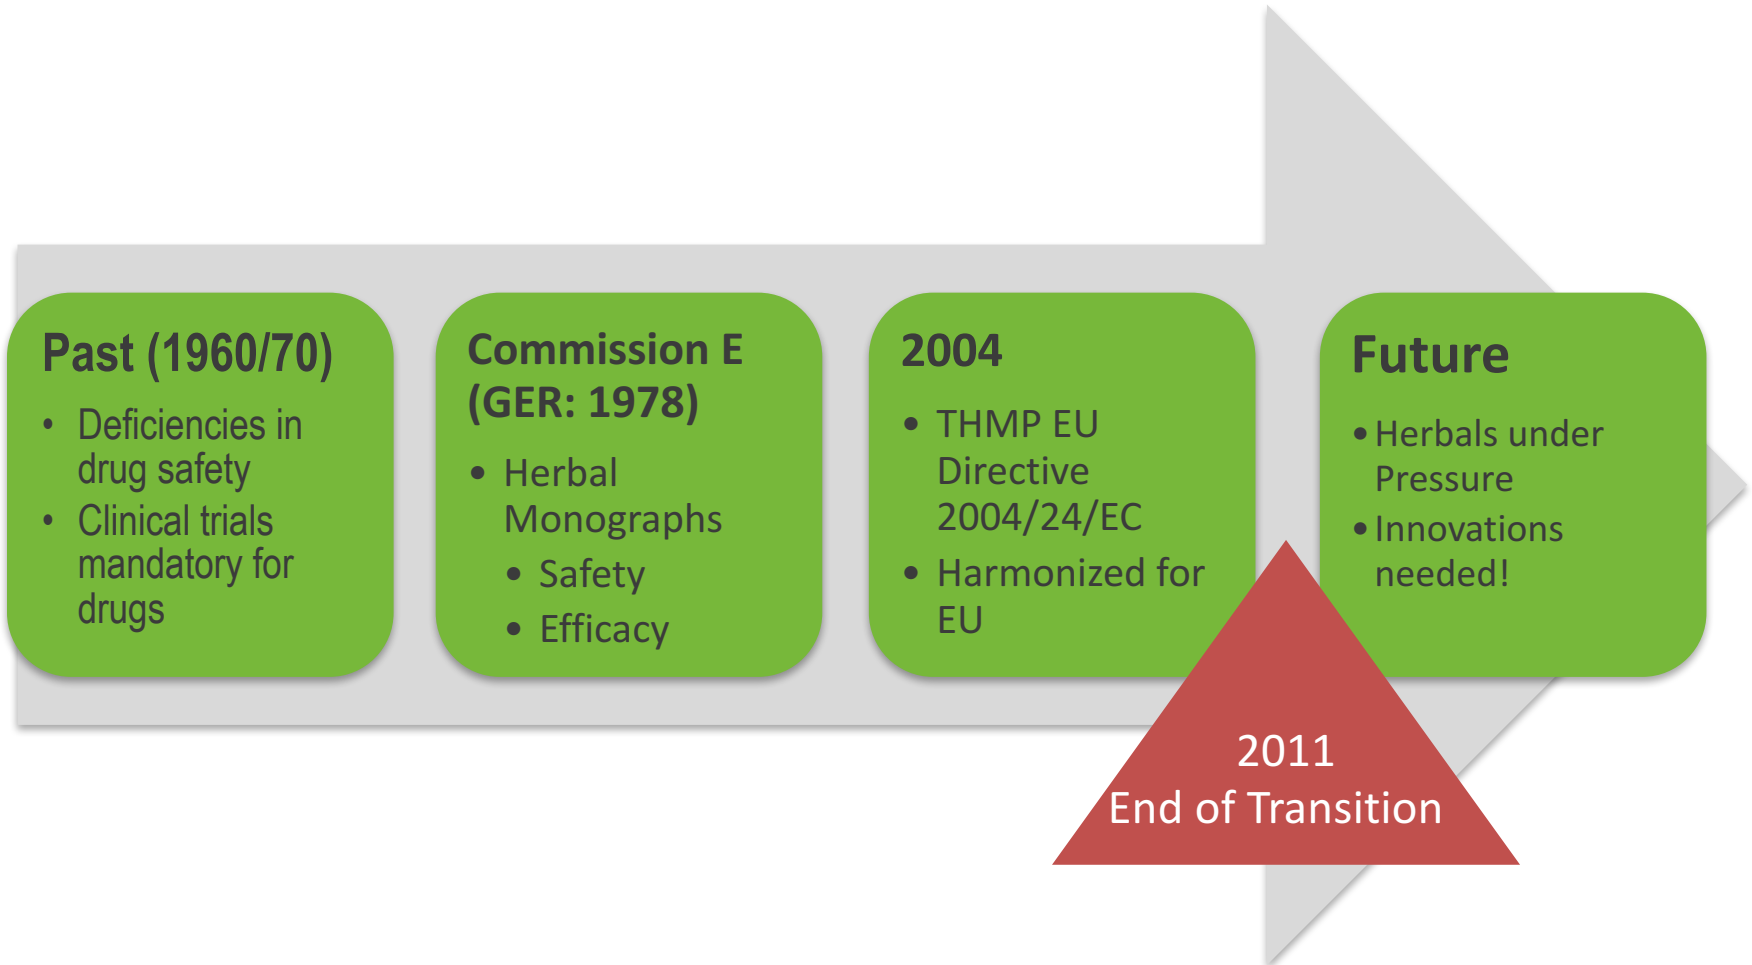 Past (1960/70)
• Deficiencies in
drug safety
• Clinical trials
mandatory for
drugs
Commission E
(GER: 1978)
• Herbal
Monographs
• Safety
• Efficacy
2004
• THMP EU
Directive
2004/24/EC
• Harmonized for
EU
Future
• Herbals under
Pressure
• Innovations
needed!
2011
End of Transition